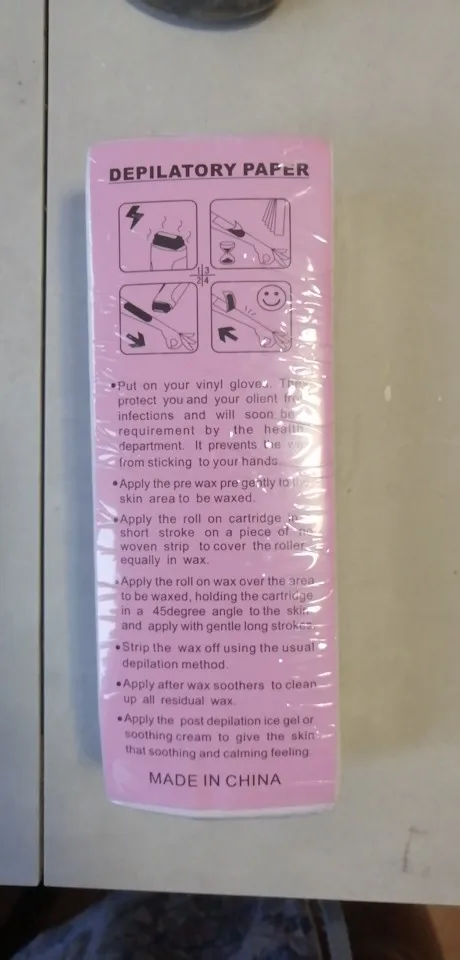 DEPILATORY PAPER
1 3
2 4
•Put on your vinyl gloves. They
protect you and your olient
infections and will soon be
requirement by the health
department. It prevents the
from sticking to your hands.
•Apply the pre wax pre gently to the
skin area to be waxed.
•Apply the roll on cartridge in
short stroke on a piece of
woven strip to cover the roller
equally in wax.
•Apply the roll on wax over the area
to be waxed, holding the cartridge
in a 45degree angle to the skin
and apply with gentle long strokes.
•Strip the wax off using the usual
depilation method.
•Apply after wax soothers to clean
up all residual wax.
•Apply the post depilation ice gel or
soothing cream to give the skin
that soothing and calming feeling.
MADE IN CHINA